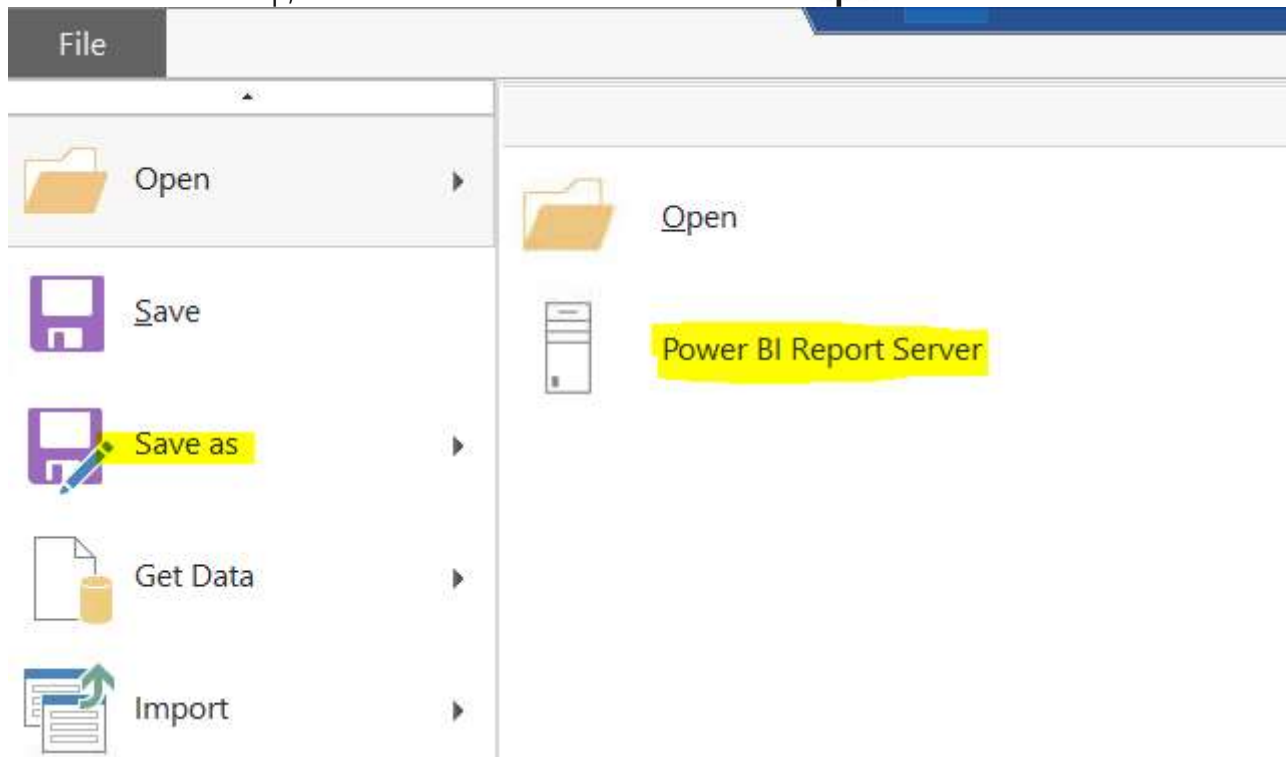 File
Open
Save
Save as
Get Data
Import
Open
Power BI Report Server